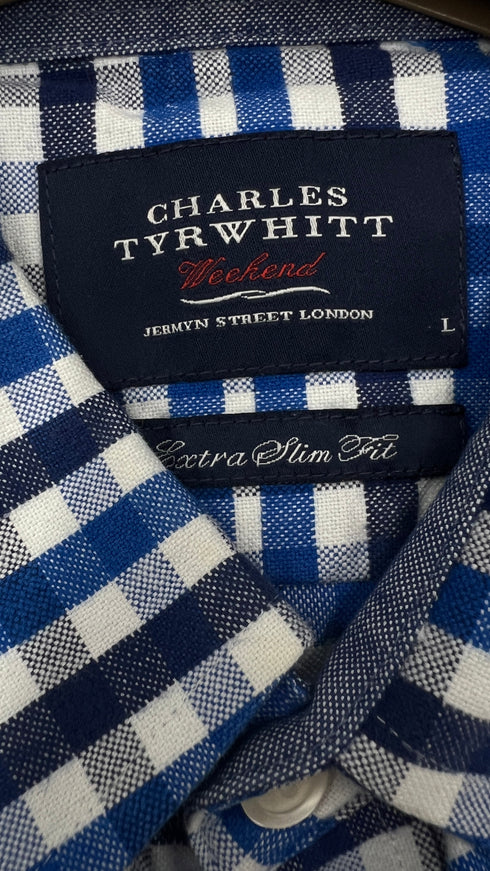 CHARLES
TYRWHITT
Weekend
JERMYN STREET LONDON
L
Extra Slim Fit